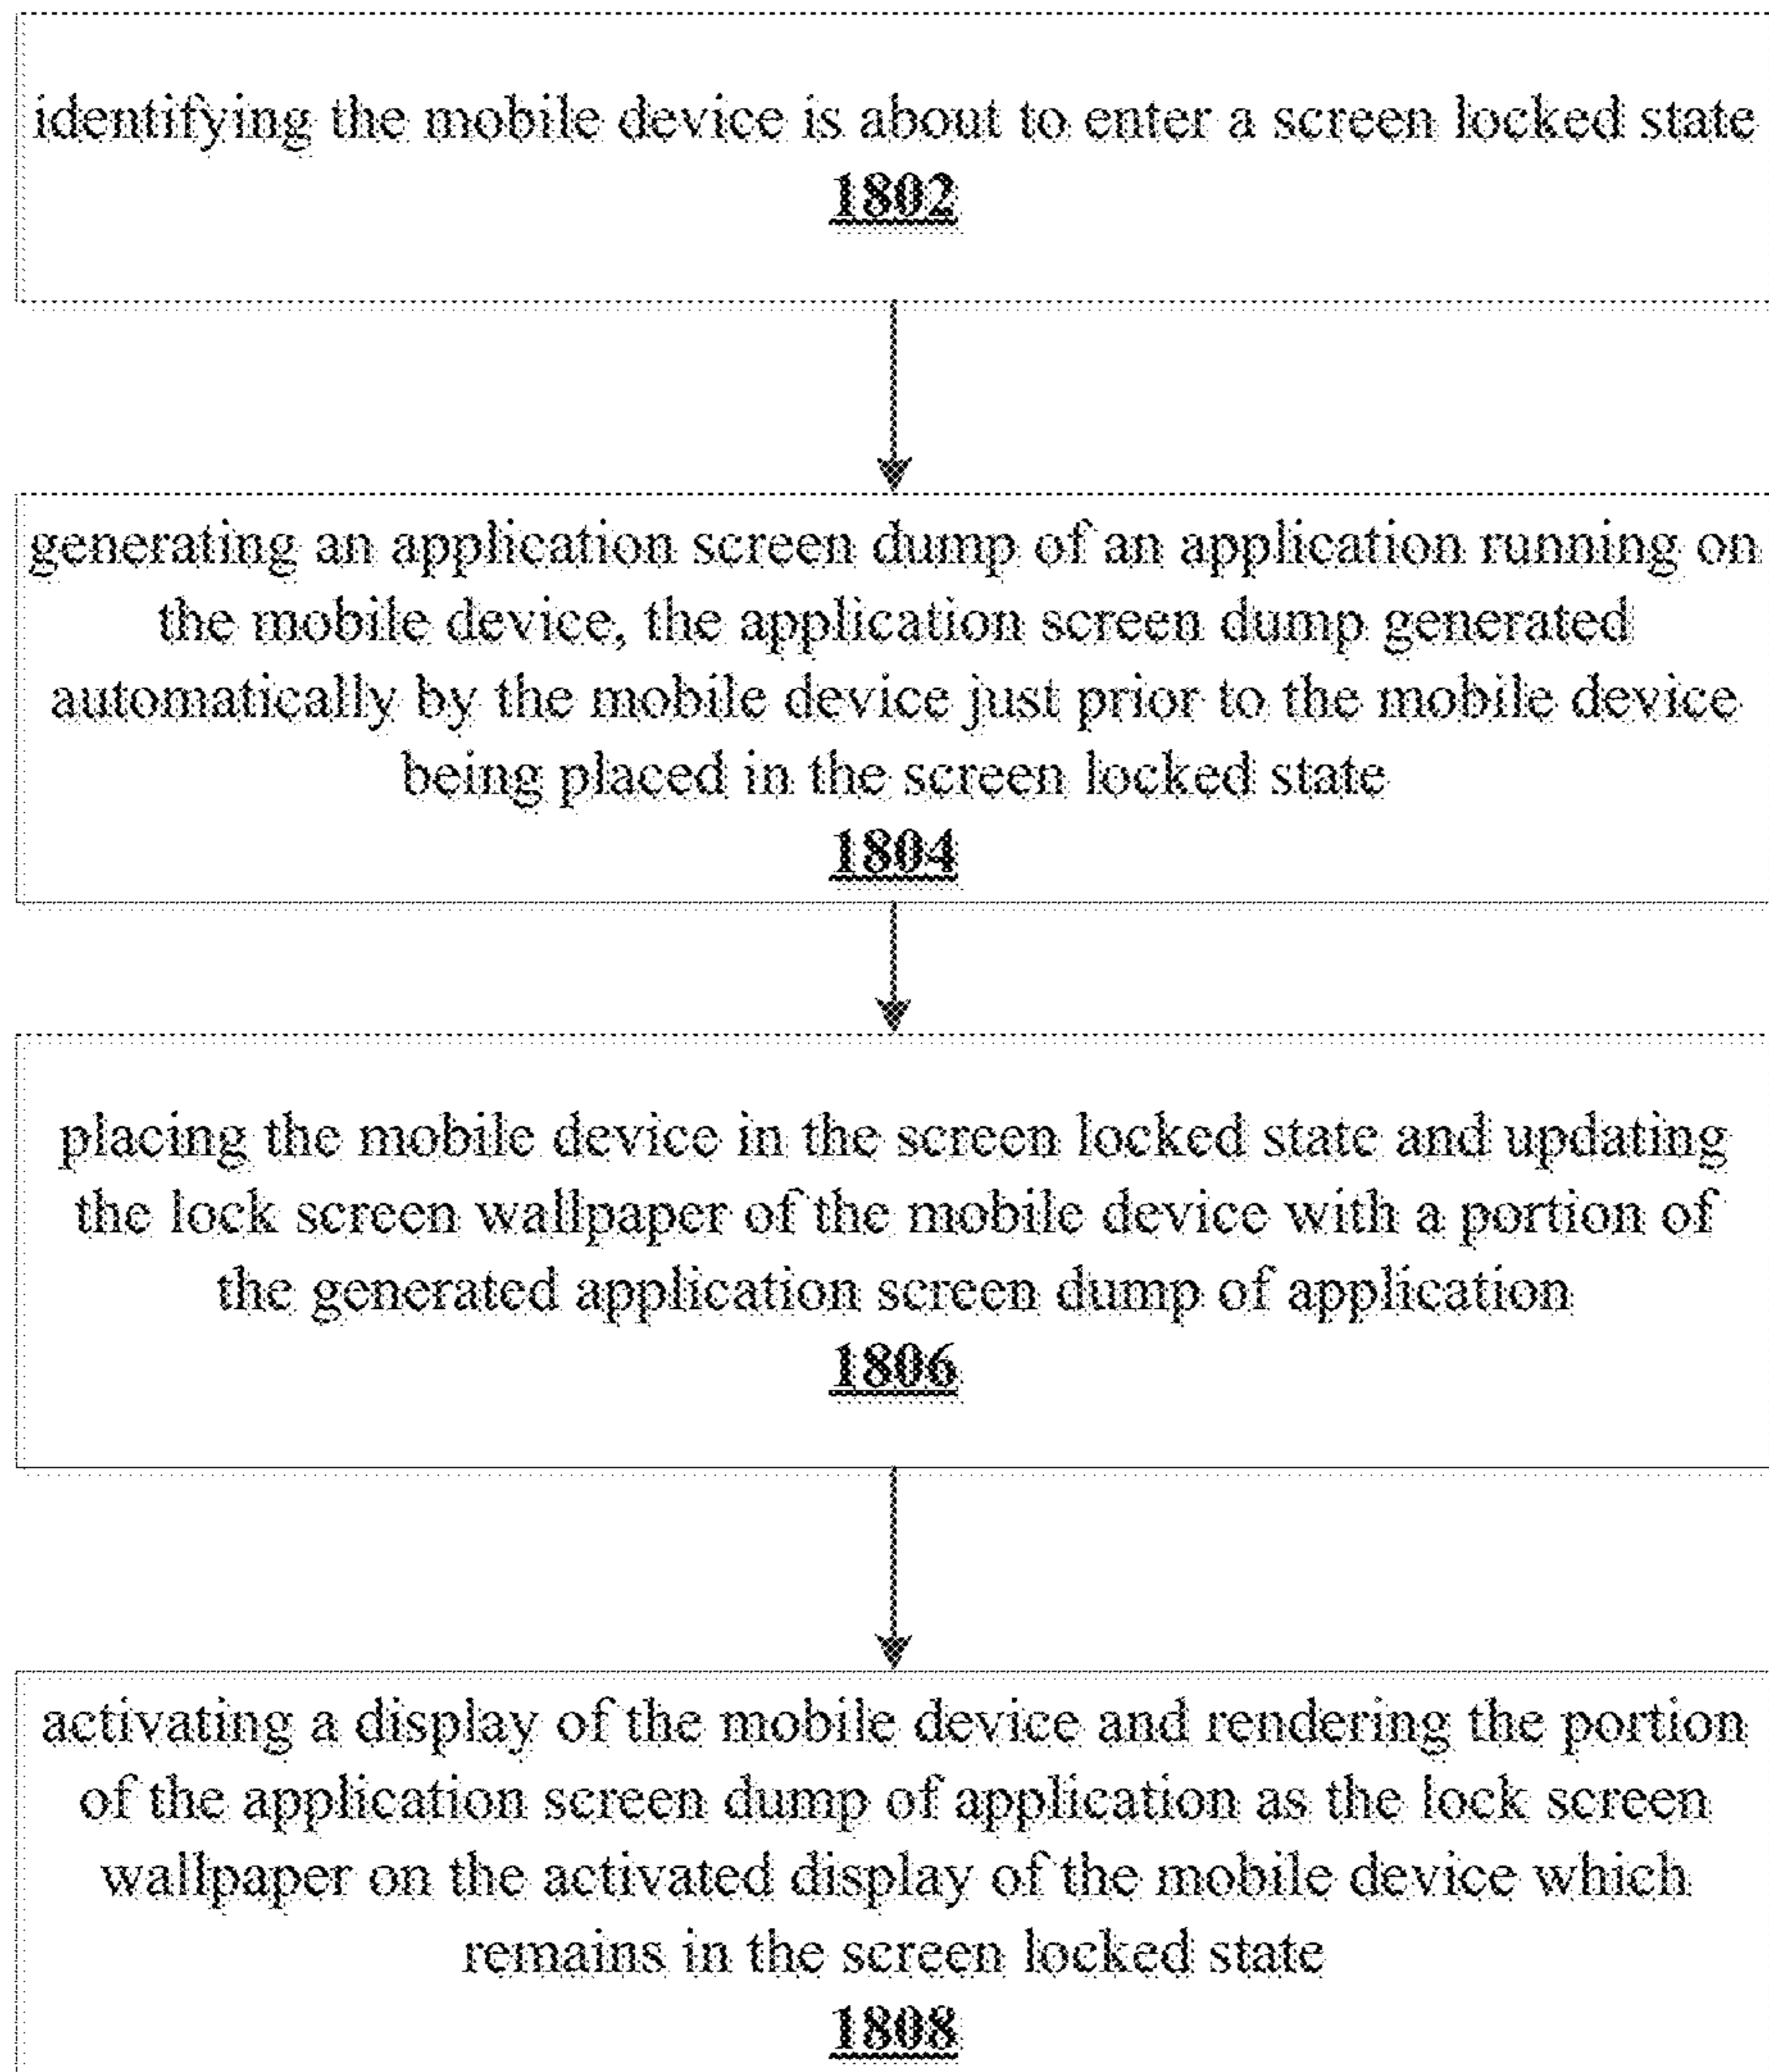 identifying the mobile device is about to enter a screen locked state
1802
generating an application screen dump of an application running on
the mobile device, the application screen dump generated
automatically by the mobile device just prior to the mobile device
being placed in the screen locked state
1804
placing the mobile device in the screen locked state and updating
the lock screen wallpaper of the mobile device with a portion of
the generated application screen dump of application
1806
activating a display of the mobile device and rendering the portion
of the application screen dump of application as the lock screen
wallpaper on the activated display of the mobile device which
remains in the screen locked state
1808